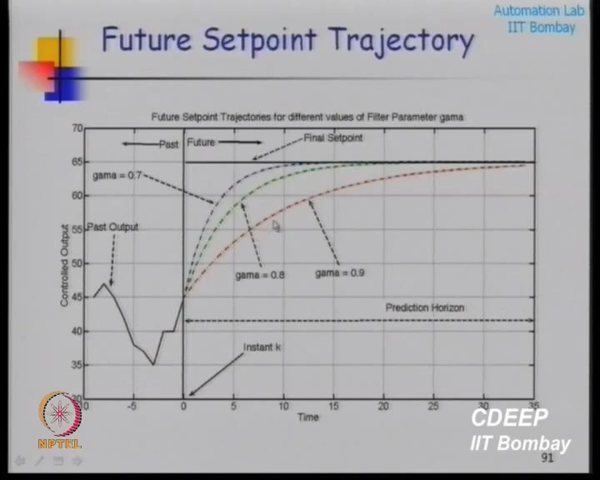 Automation Lab
IIT Bombay
Future Setpoint Trajectory
Future Setpoint Trajectories for different values of Filter Parameter gama
70
Past Future
Final Setpoint
65
gama = 0.7
60
Past Output
55
Controlled Output
50
gama = 0.8
gama = 0.9
45
Prediction Horizon
40
Instant k
35
30
-5 0 5 10 15 20 25 30 35
Time
NPTEL
CDEEP
IIT Bombay
91